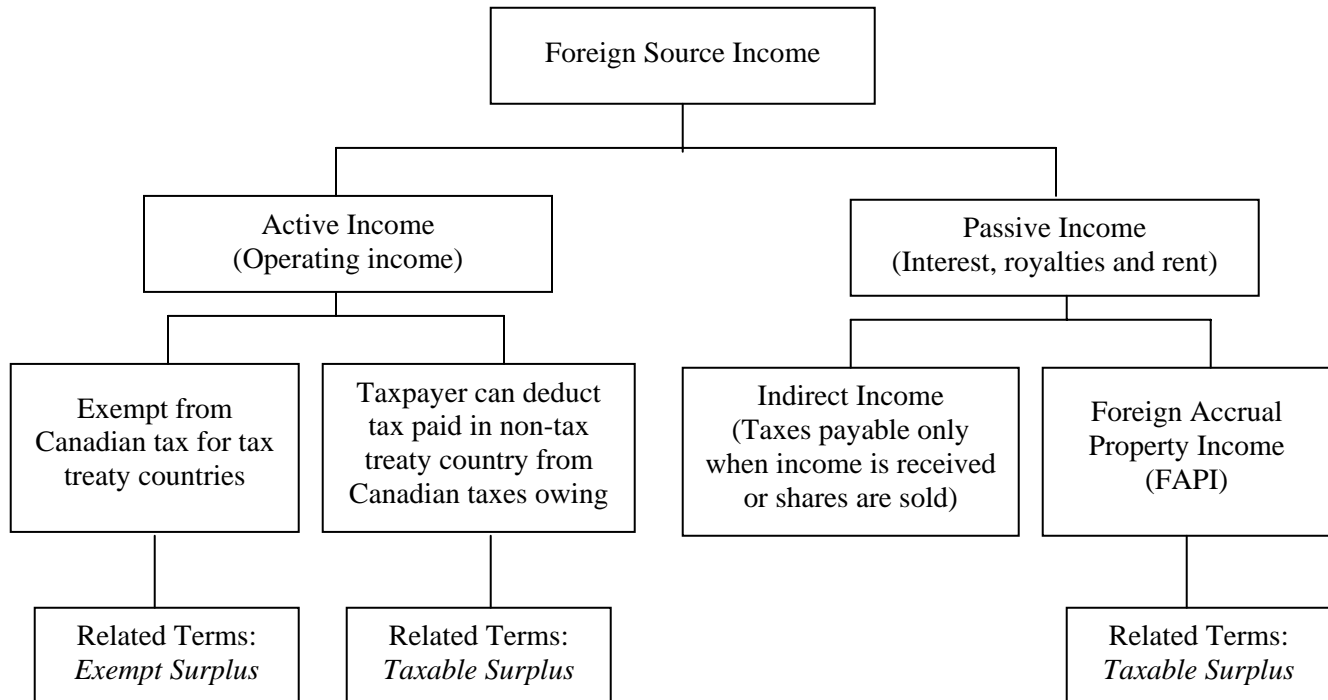 Foreign Source Income
Active Income
(Operating income)
Passive Income
(Interest, royalties and rent)
Exempt from
Canadian tax for tax
treaty countries
Taxpayer can deduct
tax paid in non-tax
treaty country from
Canadian taxes owing
Indirect Income
(Taxes payable only
when income is received
or shares are sold)
Foreign Accrual
Property Income
(FAPI)
Related Terms:
Exempt Surplus
Related Terms:
Taxable Surplus
Related Terms:
Taxable Surplus